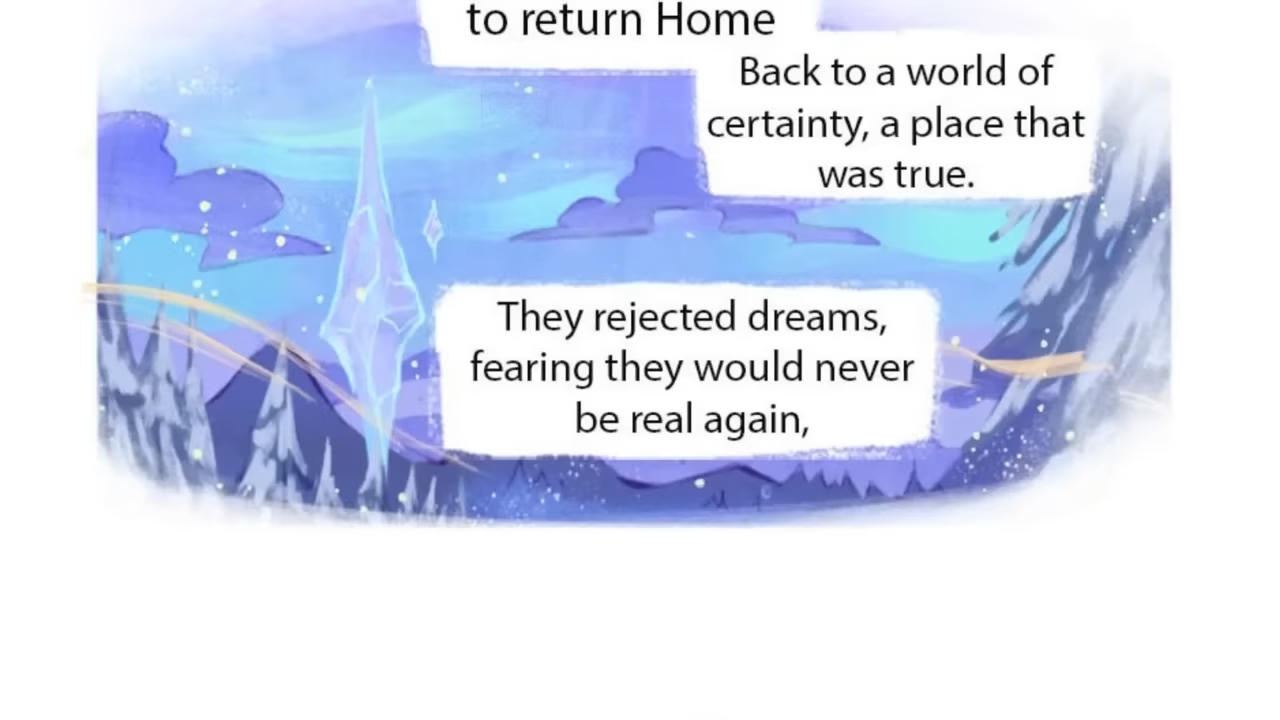 to return Home
Back to a world of
certainty, a place that
was true.
They rejected dreams,
fearing they would never
be real again,